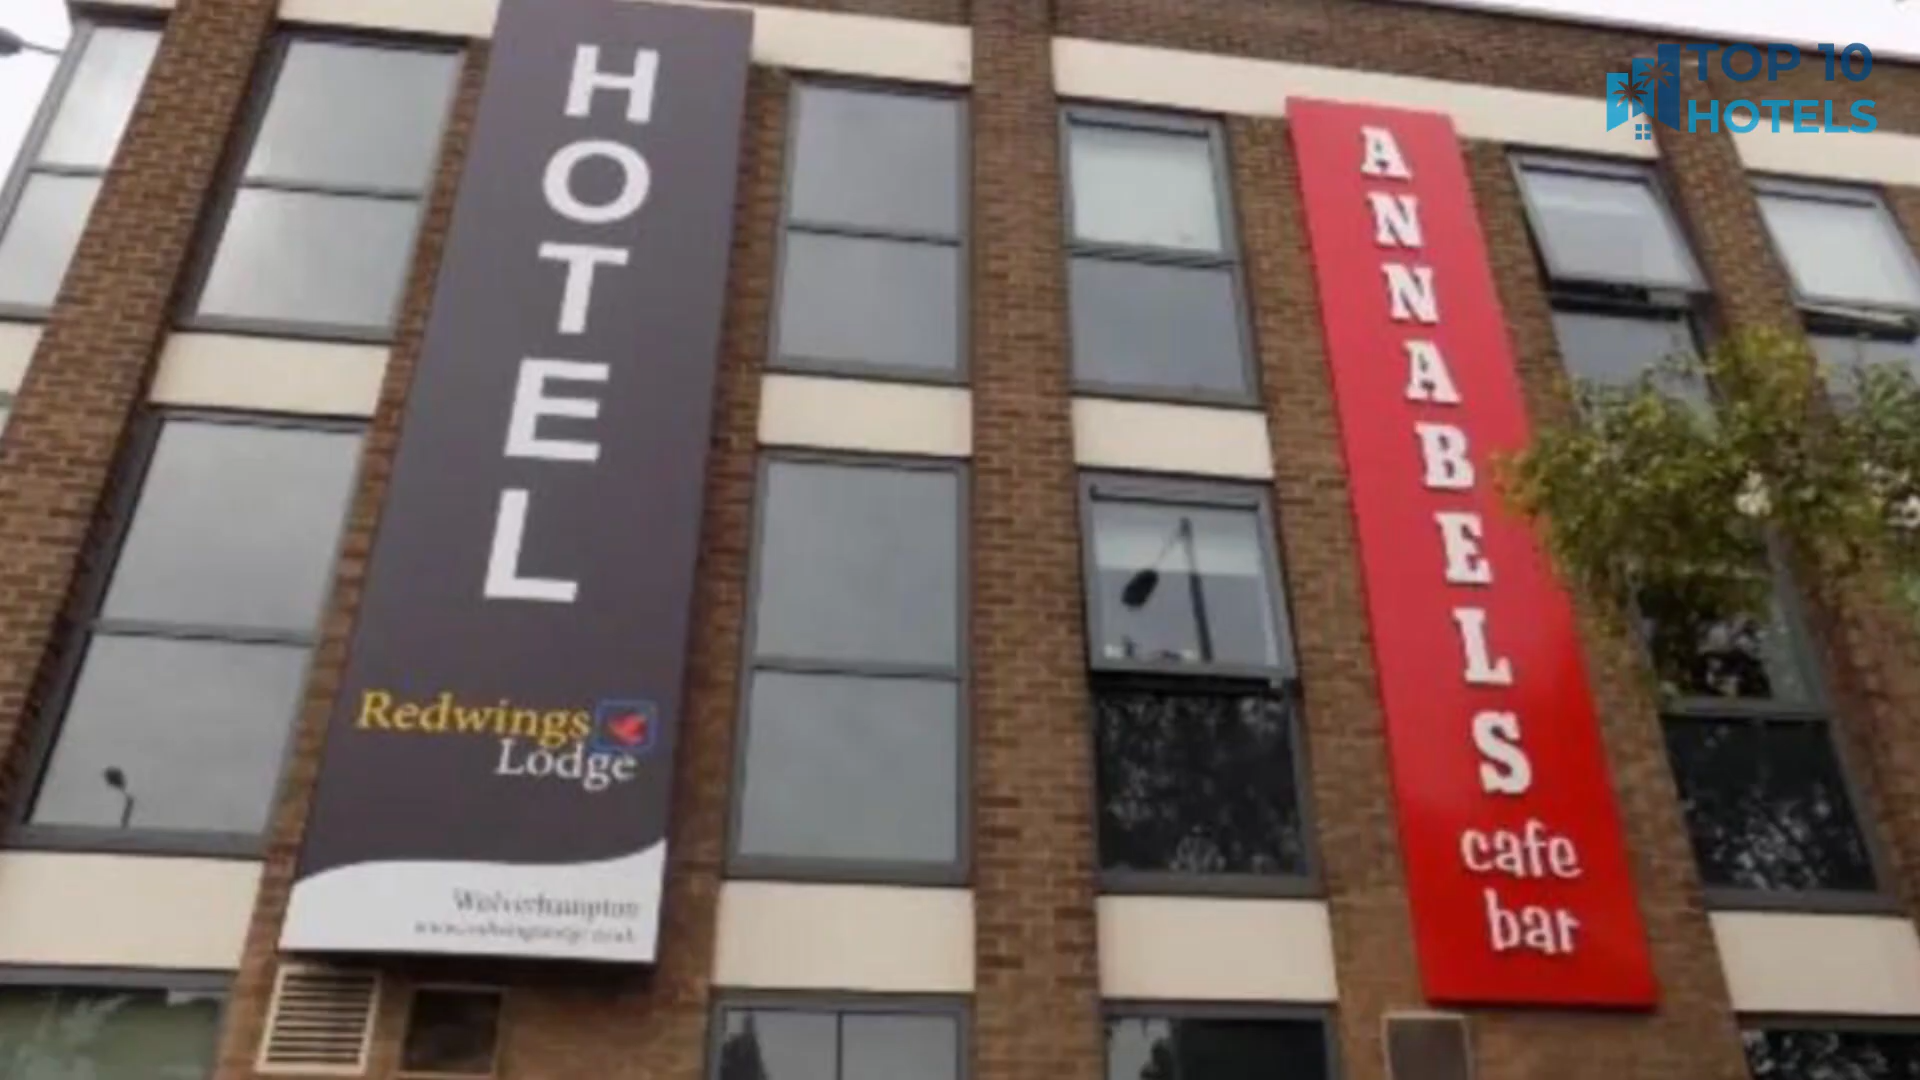 HOTEL
Redwings
Lodge
Wolverhampton
ANNABELS
cafe
bar
TOP 10
HOTELS